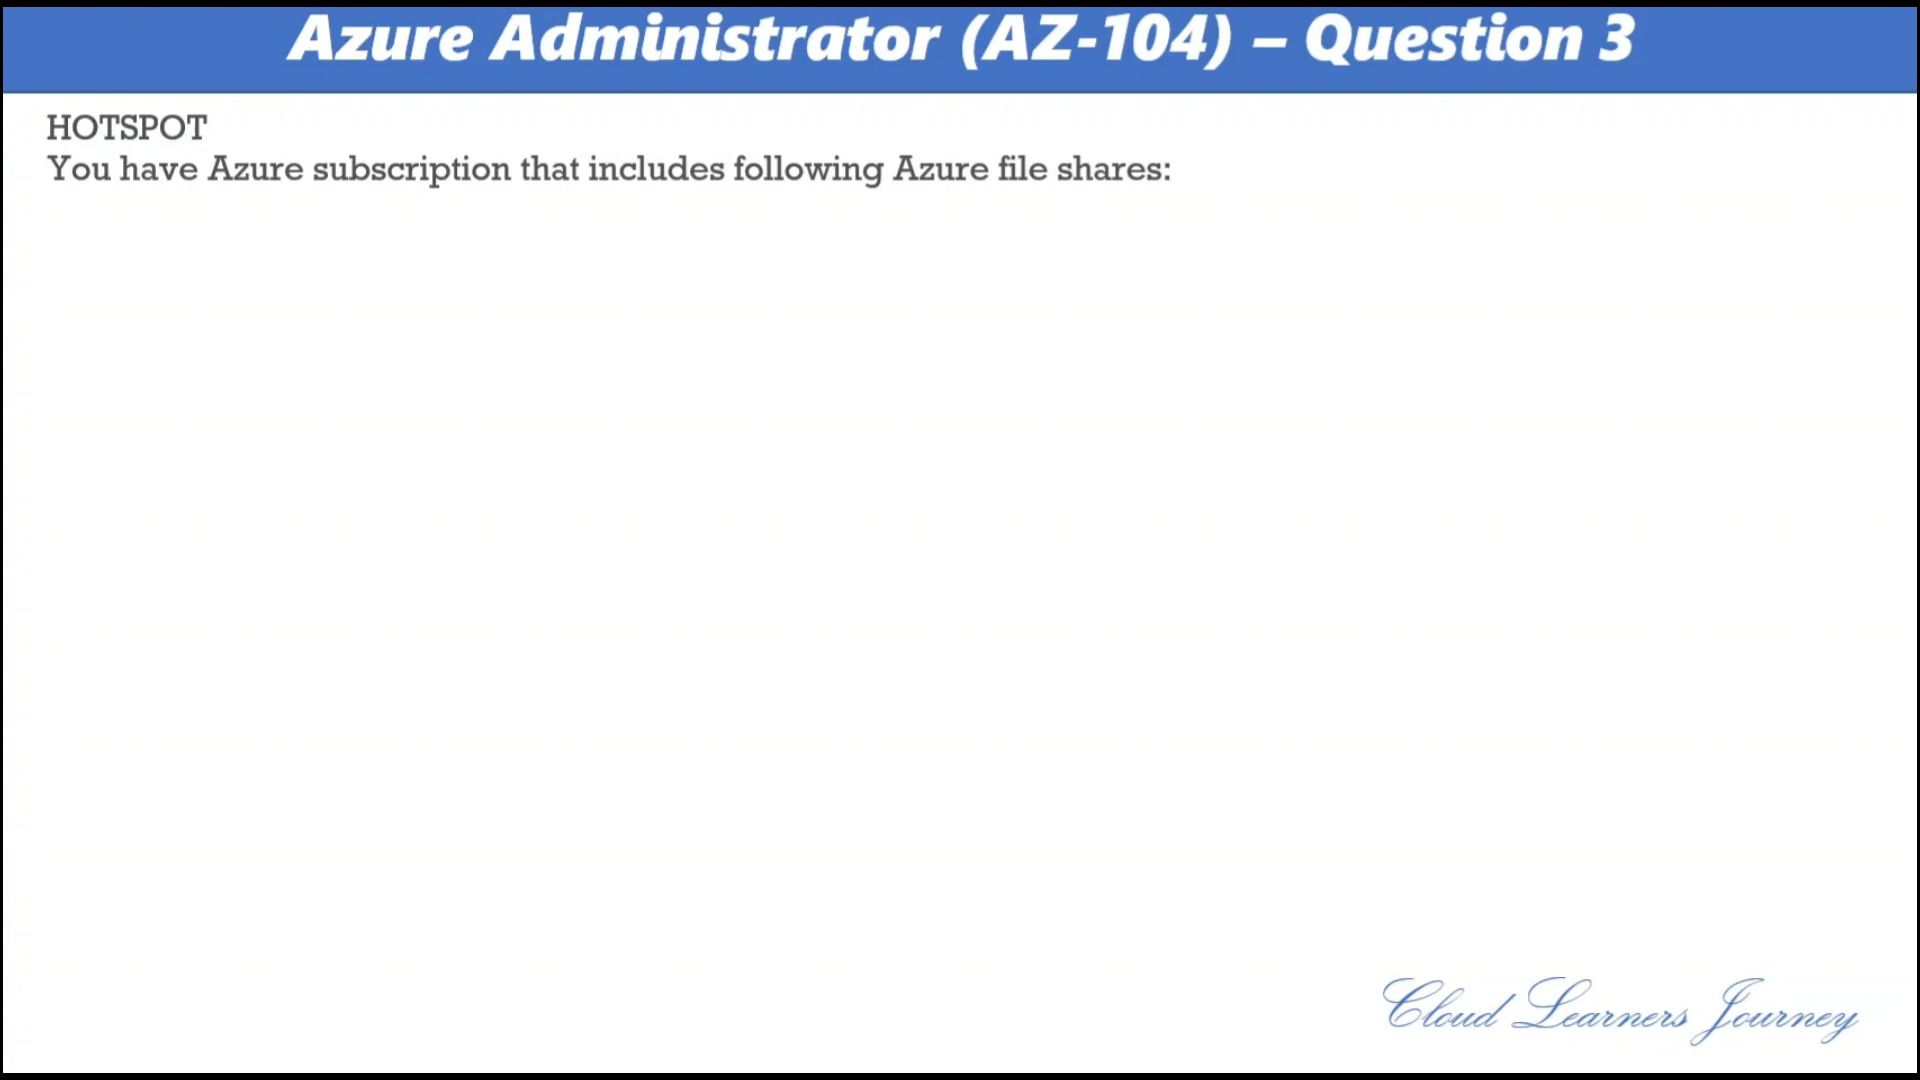 Azure Administrator (AZ-104) – Question 3
HOTSPOT
You have Azure subscription that includes following Azure file shares:
Cloud Learners Journey